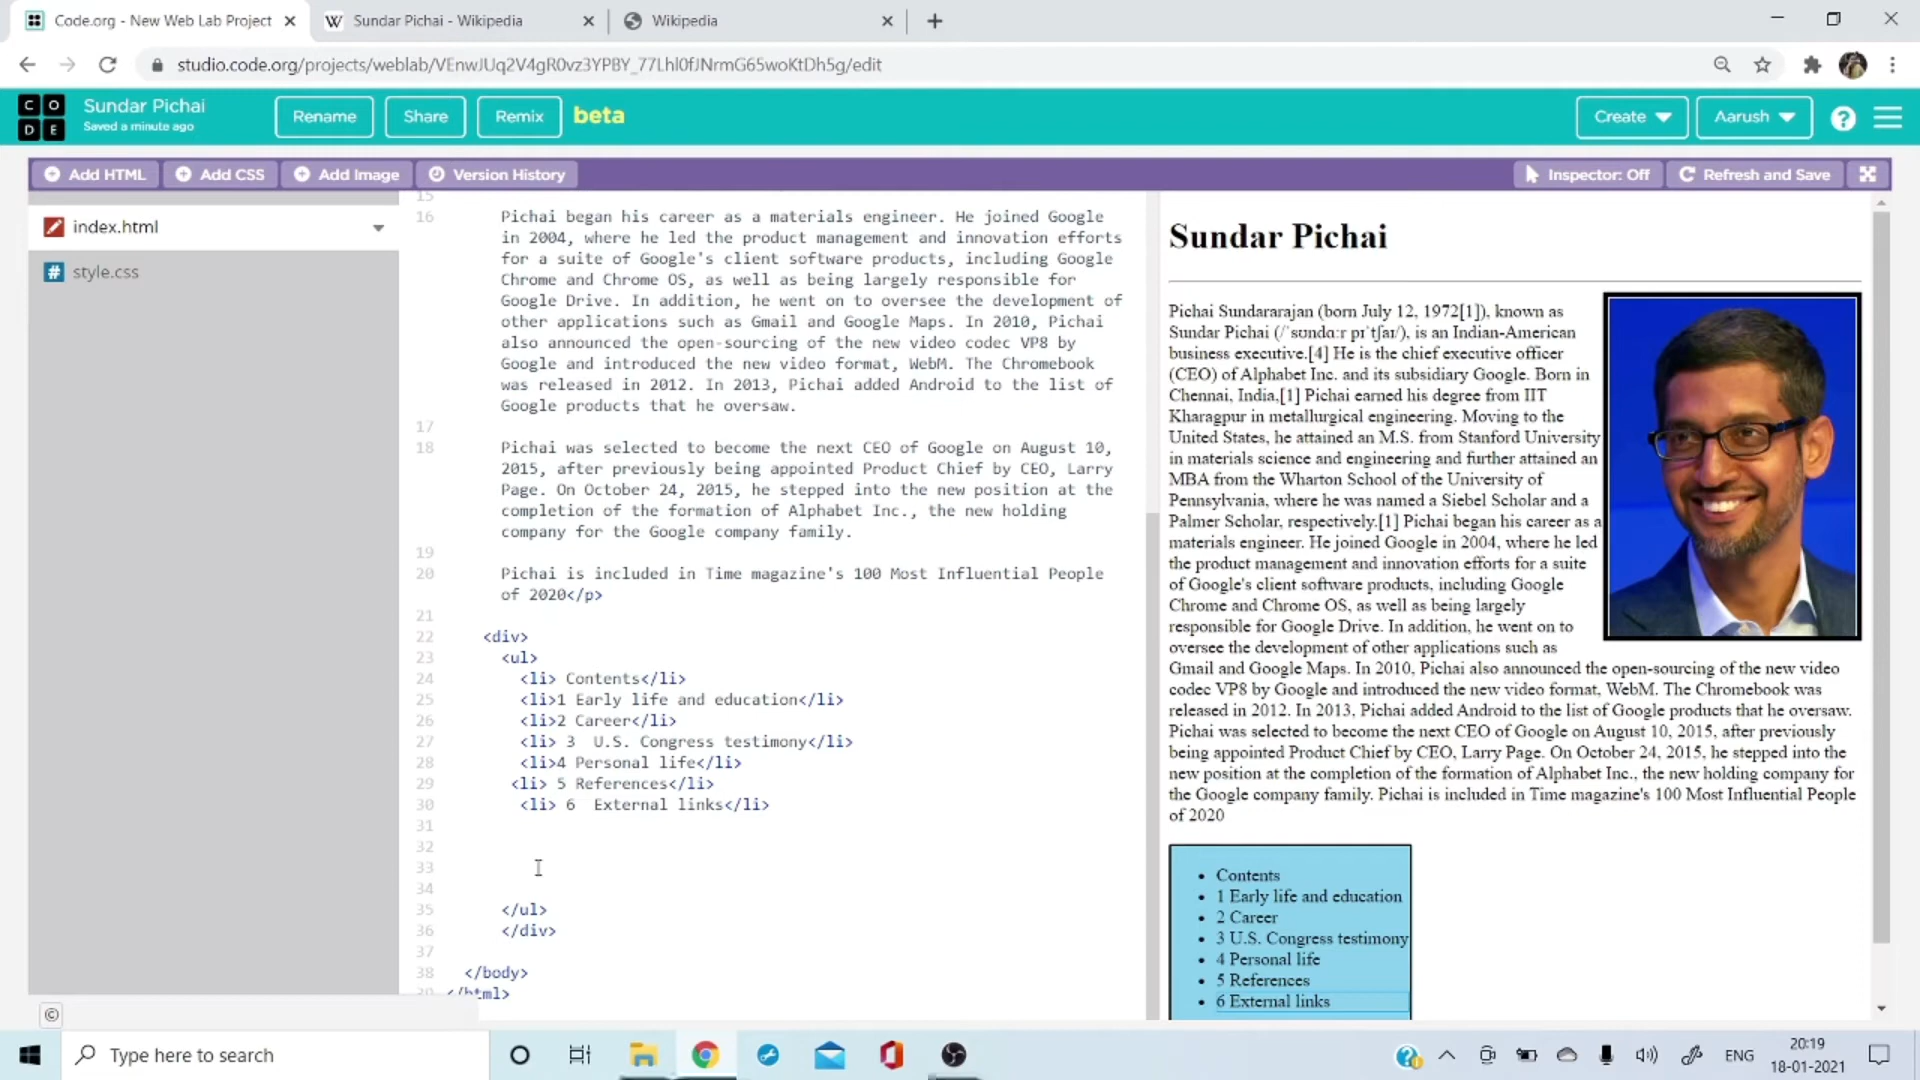 Code.org - New Web Lab Project
Sundar Pichai - Wikipedia
Wikipedia
studio.code.org/projects/weblab/VEnwJUq2V4gR0vz3YPBY_77Lhl0fJNrmG65woKtDh5g/edit
CODE
Sundar Pichai
Saved a minute ago
Rename
Share
Remix
beta
Create
Aarush
Add HTML
Add CSS
Add Image
Version History
Inspector: Off
Refresh and Save
index.html
style.css
15
16 Pichai began his career as a materials engineer. He joined Google
in 2004, where he led the product management and innovation efforts
for a suite of Google's client software products, including Google
Chrome and Chrome OS, as well as being largely responsible for
Google Drive. In addition, he went on to oversee the development of
other applications such as Gmail and Google Maps. In 2010, Pichai
also announced the open-sourcing of the new video codec VP8 by
Google and introduced the new video format, WebM. The Chromebook
was released in 2012. In 2013, Pichai added Android to the list of
Google products that he oversaw.
17
18 Pichai was selected to become the next CEO of Google on August 10,
2015, after previously being appointed Product Chief by CEO, Larry
Page. On October 24, 2015, he stepped into the new position at the
completion of the formation of Alphabet Inc., the new holding
company for the Google company family.
19
20 Pichai is included in Time magazine's 100 Most Influential People
of 2020</p>
21
22 <div>
23 <ul>
24 <li> Contents</li>
25 <li>1 Early life and education</li>
26 <li>2 Career</li>
27 <li> 3  U.S. Congress testimony</li>
28 <li>4 Personal life</li>
29 <li> 5 References</li>
30 <li> 6  External links</li>
31
32
33
34
35 </ul>
36 </div>
37
38 </body>
39 </html>
Sundar Pichai
Pichai Sundararajan (born July 12, 1972[1]), known as
Sundar Pichai (/ˈsʊndɑːr pɪˈtʃaɪ/), is an Indian-American
business executive.[4] He is the chief executive officer
(CEO) of Alphabet Inc. and its subsidiary Google. Born in
Chennai, India,[1] Pichai earned his degree from IIT
Kharagpur in metallurgical engineering. Moving to the
United States, he attained an M.S. from Stanford University
in materials science and engineering and further attained an
MBA from the Wharton School of the University of
Pennsylvania, where he was named a Siebel Scholar and a
Palmer Scholar, respectively.[1] Pichai began his career as a
materials engineer. He joined Google in 2004, where he led
the product management and innovation efforts for a suite
of Google's client software products, including Google
Chrome and Chrome OS, as well as being largely
responsible for Google Drive. In addition, he went on to
oversee the development of other applications such as
Gmail and Google Maps. In 2010, Pichai also announced the open-sourcing of the new video
codec VP8 by Google and introduced the new video format, WebM. The Chromebook was
released in 2012. In 2013, Pichai added Android to the list of Google products that he oversaw.
Pichai was selected to become the next CEO of Google on August 10, 2015, after previously
being appointed Product Chief by CEO, Larry Page. On October 24, 2015, he stepped into the
new position at the completion of the formation of Alphabet Inc., the new holding company for
the Google company family. Pichai is included in Time magazine's 100 Most Influential People
of 2020
• Contents
• 1 Early life and education
• 2 Career
• 3 U.S. Congress testimony
• 4 Personal life
• 5 References
• 6 External links
©
Type here to search
ENG
20:19
18-01-2021